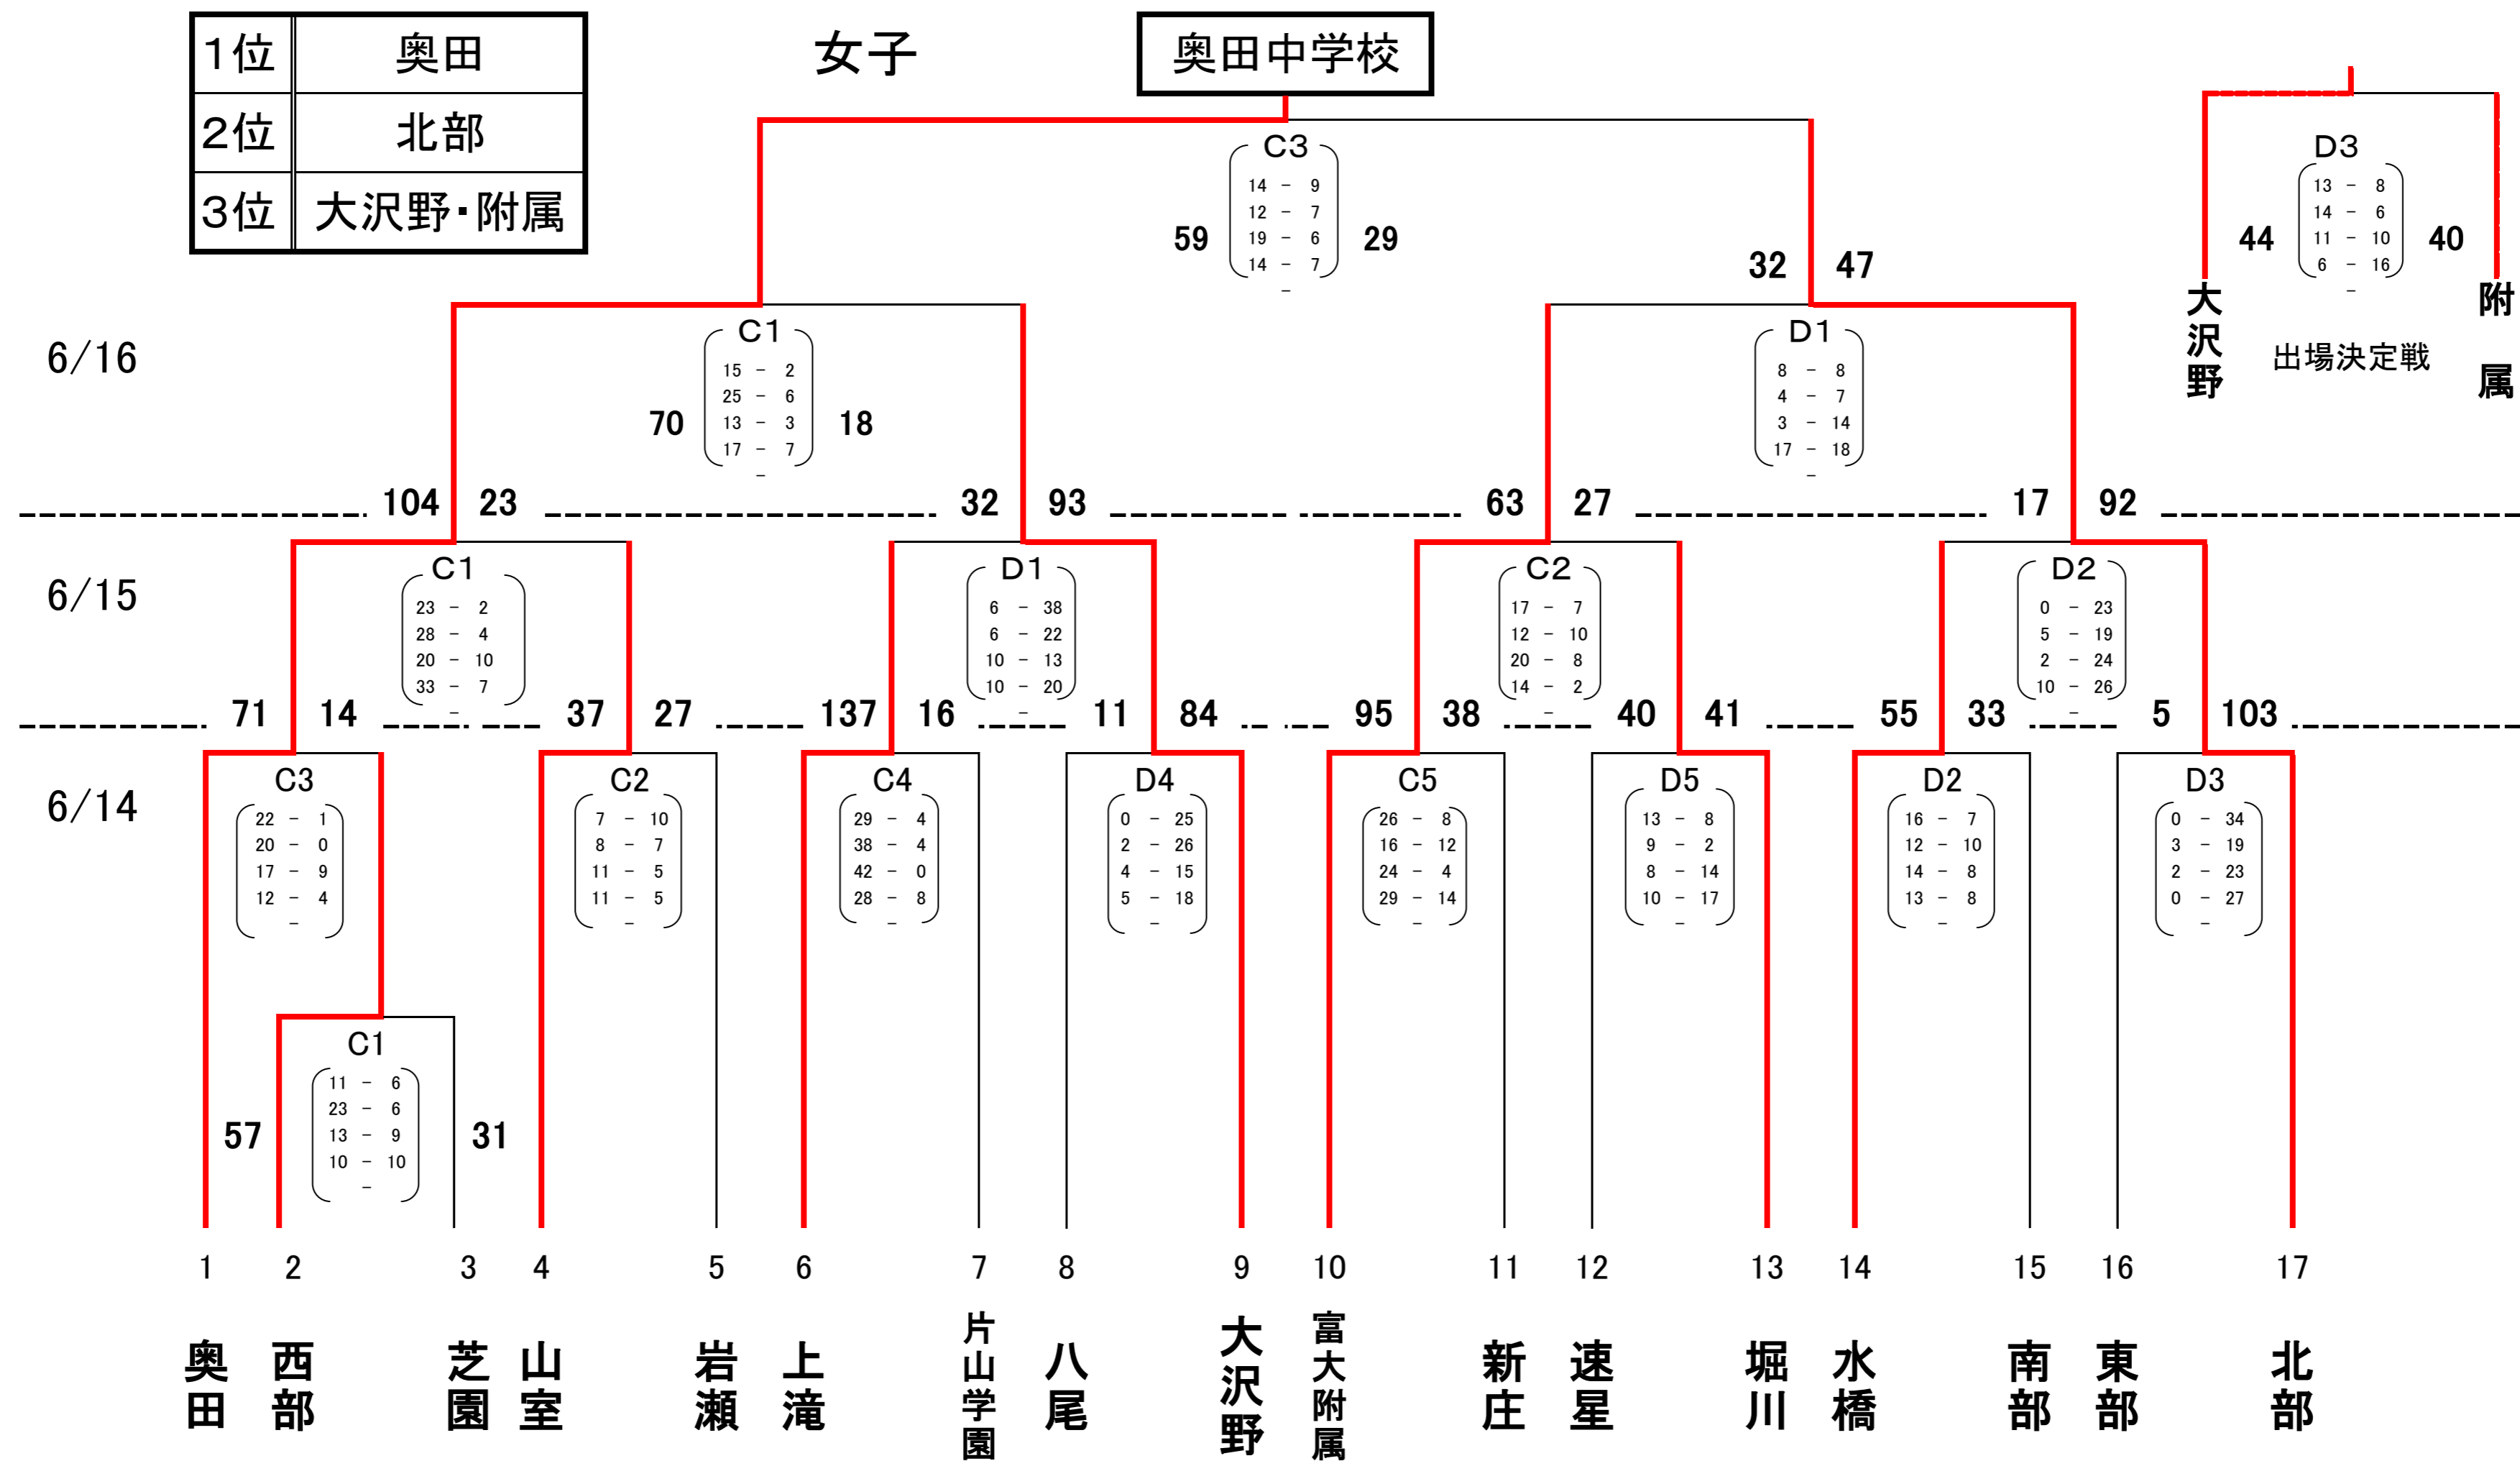 1位 奥田
2位 北部
3位 大沢野・附属
女子
奥田中学校
C3
59
14 - 9
12 - 7
19 - 6
14 - 7
-
29
D3
44
13 - 8
14 - 6
11 - 10
6 - 16
-
40
大沢野
附属
出場決定戦
32 47
6/16
C1
70
15 - 2
25 - 6
13 - 3
17 - 7
-
18
D1
8 - 8
4 - 7
3 - 14
17 - 18
-
104 23 32 93 63 27 17 92
6/15
C1
23 - 2
28 - 4
20 - 10
33 - 7
-
D1
6 - 38
6 - 22
10 - 13
10 - 20
-
C2
17 - 7
12 - 10
20 - 8
14 - 2
-
D2
0 - 23
5 - 19
2 - 24
10 - 26
-
71 14 37 27 137 16 11 84 95 38 40 41 55 33 5 103
6/14
C3
22 - 1
20 - 0
17 - 9
12 - 4
-
C2
7 - 10
8 - 7
11 - 5
11 - 5
-
C4
29 - 4
38 - 4
42 - 0
28 - 8
-
D4
0 - 25
2 - 26
4 - 15
5 - 18
-
C5
26 - 8
16 - 12
24 - 4
29 - 14
-
D5
13 - 8
9 - 2
8 - 14
10 - 17
-
D2
16 - 7
12 - 10
14 - 8
13 - 8
-
D3
0 - 34
3 - 19
2 - 23
0 - 27
-
C1
57
11 - 6
23 - 6
13 - 9
10 - 10
-
31
1 2 3 4 5 6 7 8 9 10 11 12 13 14 15 16 17
奥田
西部
芝園
山室
岩瀬
上滝
片山学園
八尾
大沢野
富大附属
新庄
速星
堀川
水橋
南部
東部
北部